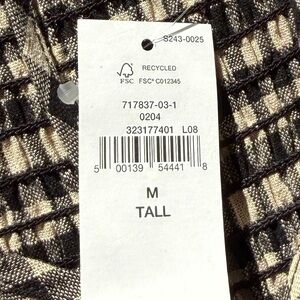 S243-0025
RECYCLED
FSC FSC® C012345
717837-03-1
0204
323177401 L08
5 00139 54441 8
M
TALL